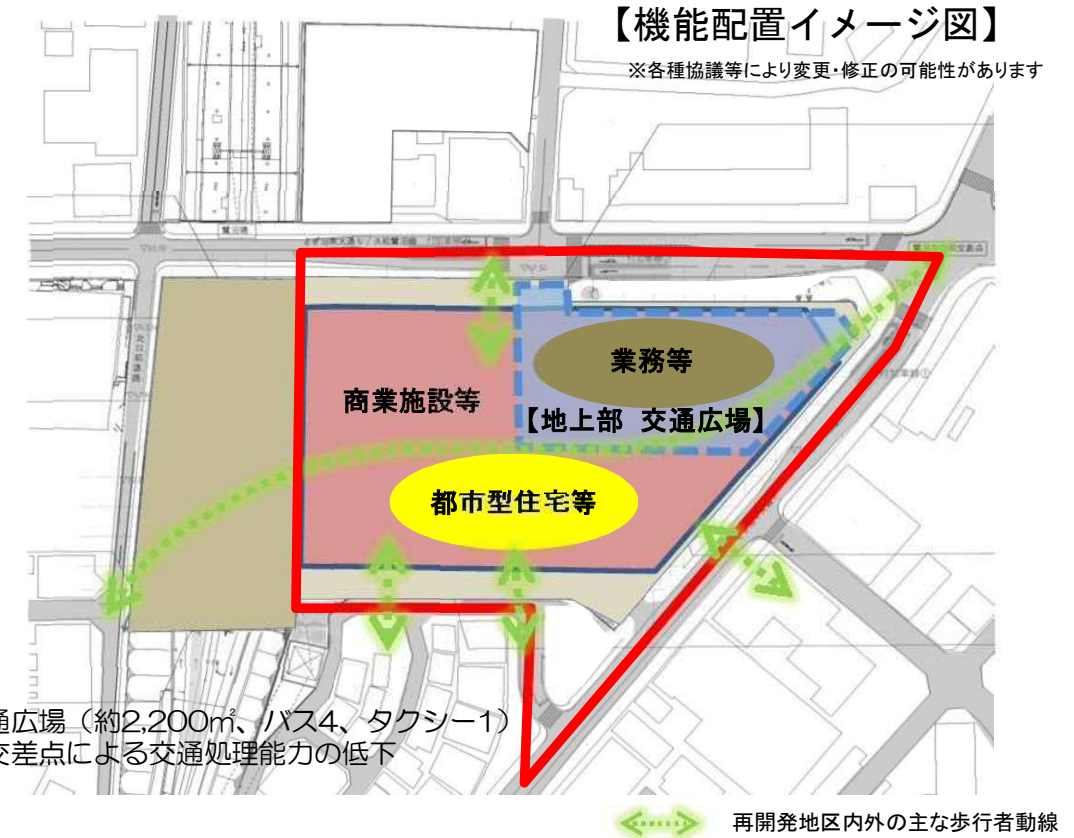 【機能配置イメージ図】
※各種協議等により変更・修正の可能性があります
鷺沼橋
業務等
商業施設等
【地上部 交通広場】
都市型住宅等
通広場（約2,200㎡、バス4、タクシー1）
交差点による交通処理能力の低下
再開発地区内外の主な歩行者動線